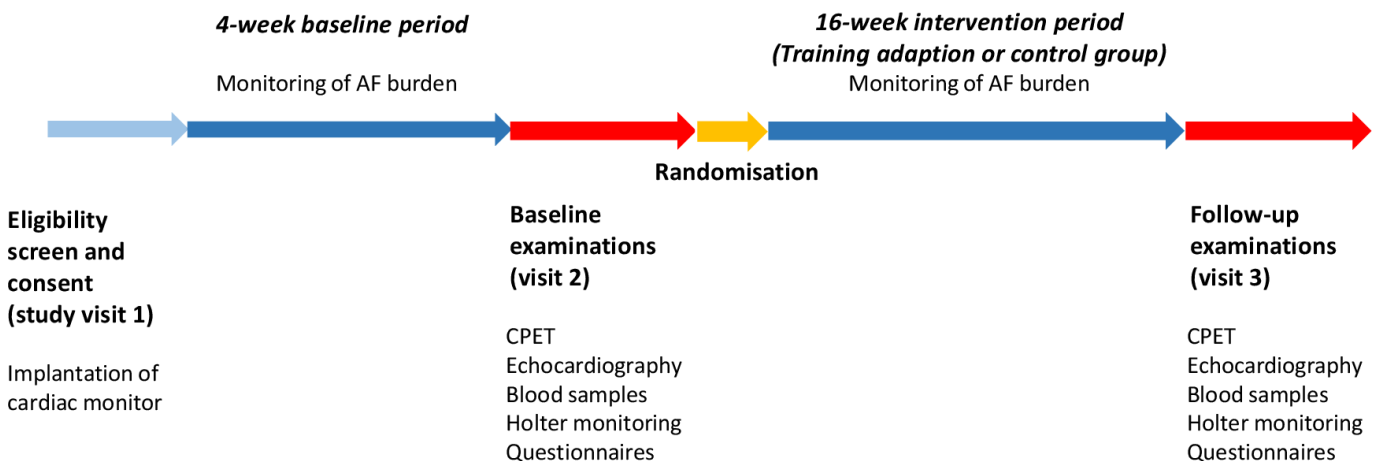 4-week baseline period
Monitoring of AF burden
16-week intervention period
(Training adaption or control group)
Monitoring of AF burden
Randomisation
Eligibility
screen and
consent
(study visit 1)
Implantation of
cardiac monitor
Baseline
examinations
(visit 2)
CPET
Echocardiography
Blood samples
Holter monitoring
Questionnaires
Follow-up
examinations
(visit 3)
CPET
Echocardiography
Blood samples
Holter monitoring
Questionnaires